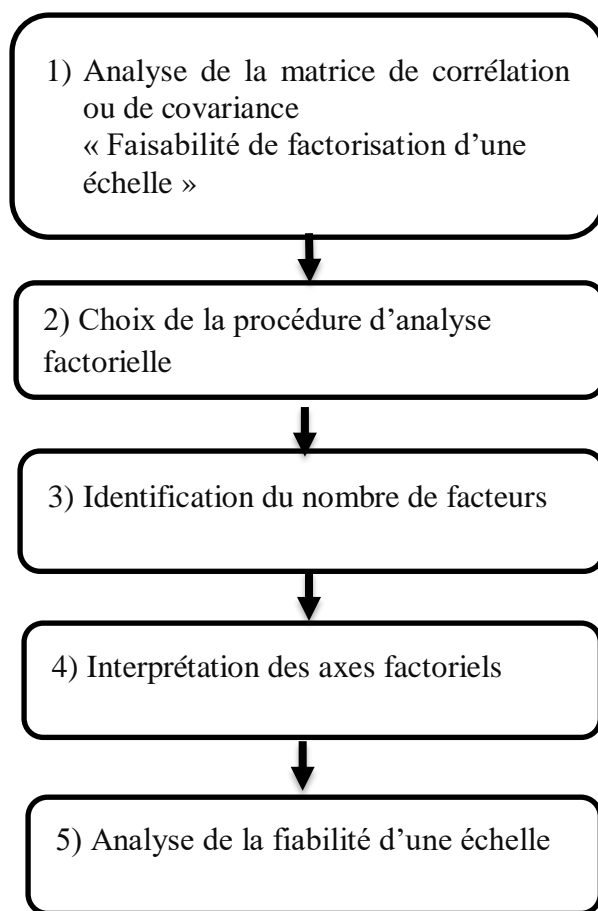 1) Analyse de la matrice de corrélation
ou de covariance
« Faisabilité de factorisation d’une
échelle »
2) Choix de la procédure d’analyse
factorielle
3) Identification du nombre de facteurs
4) Interprétation des axes factoriels
5) Analyse de la fiabilité d’une échelle